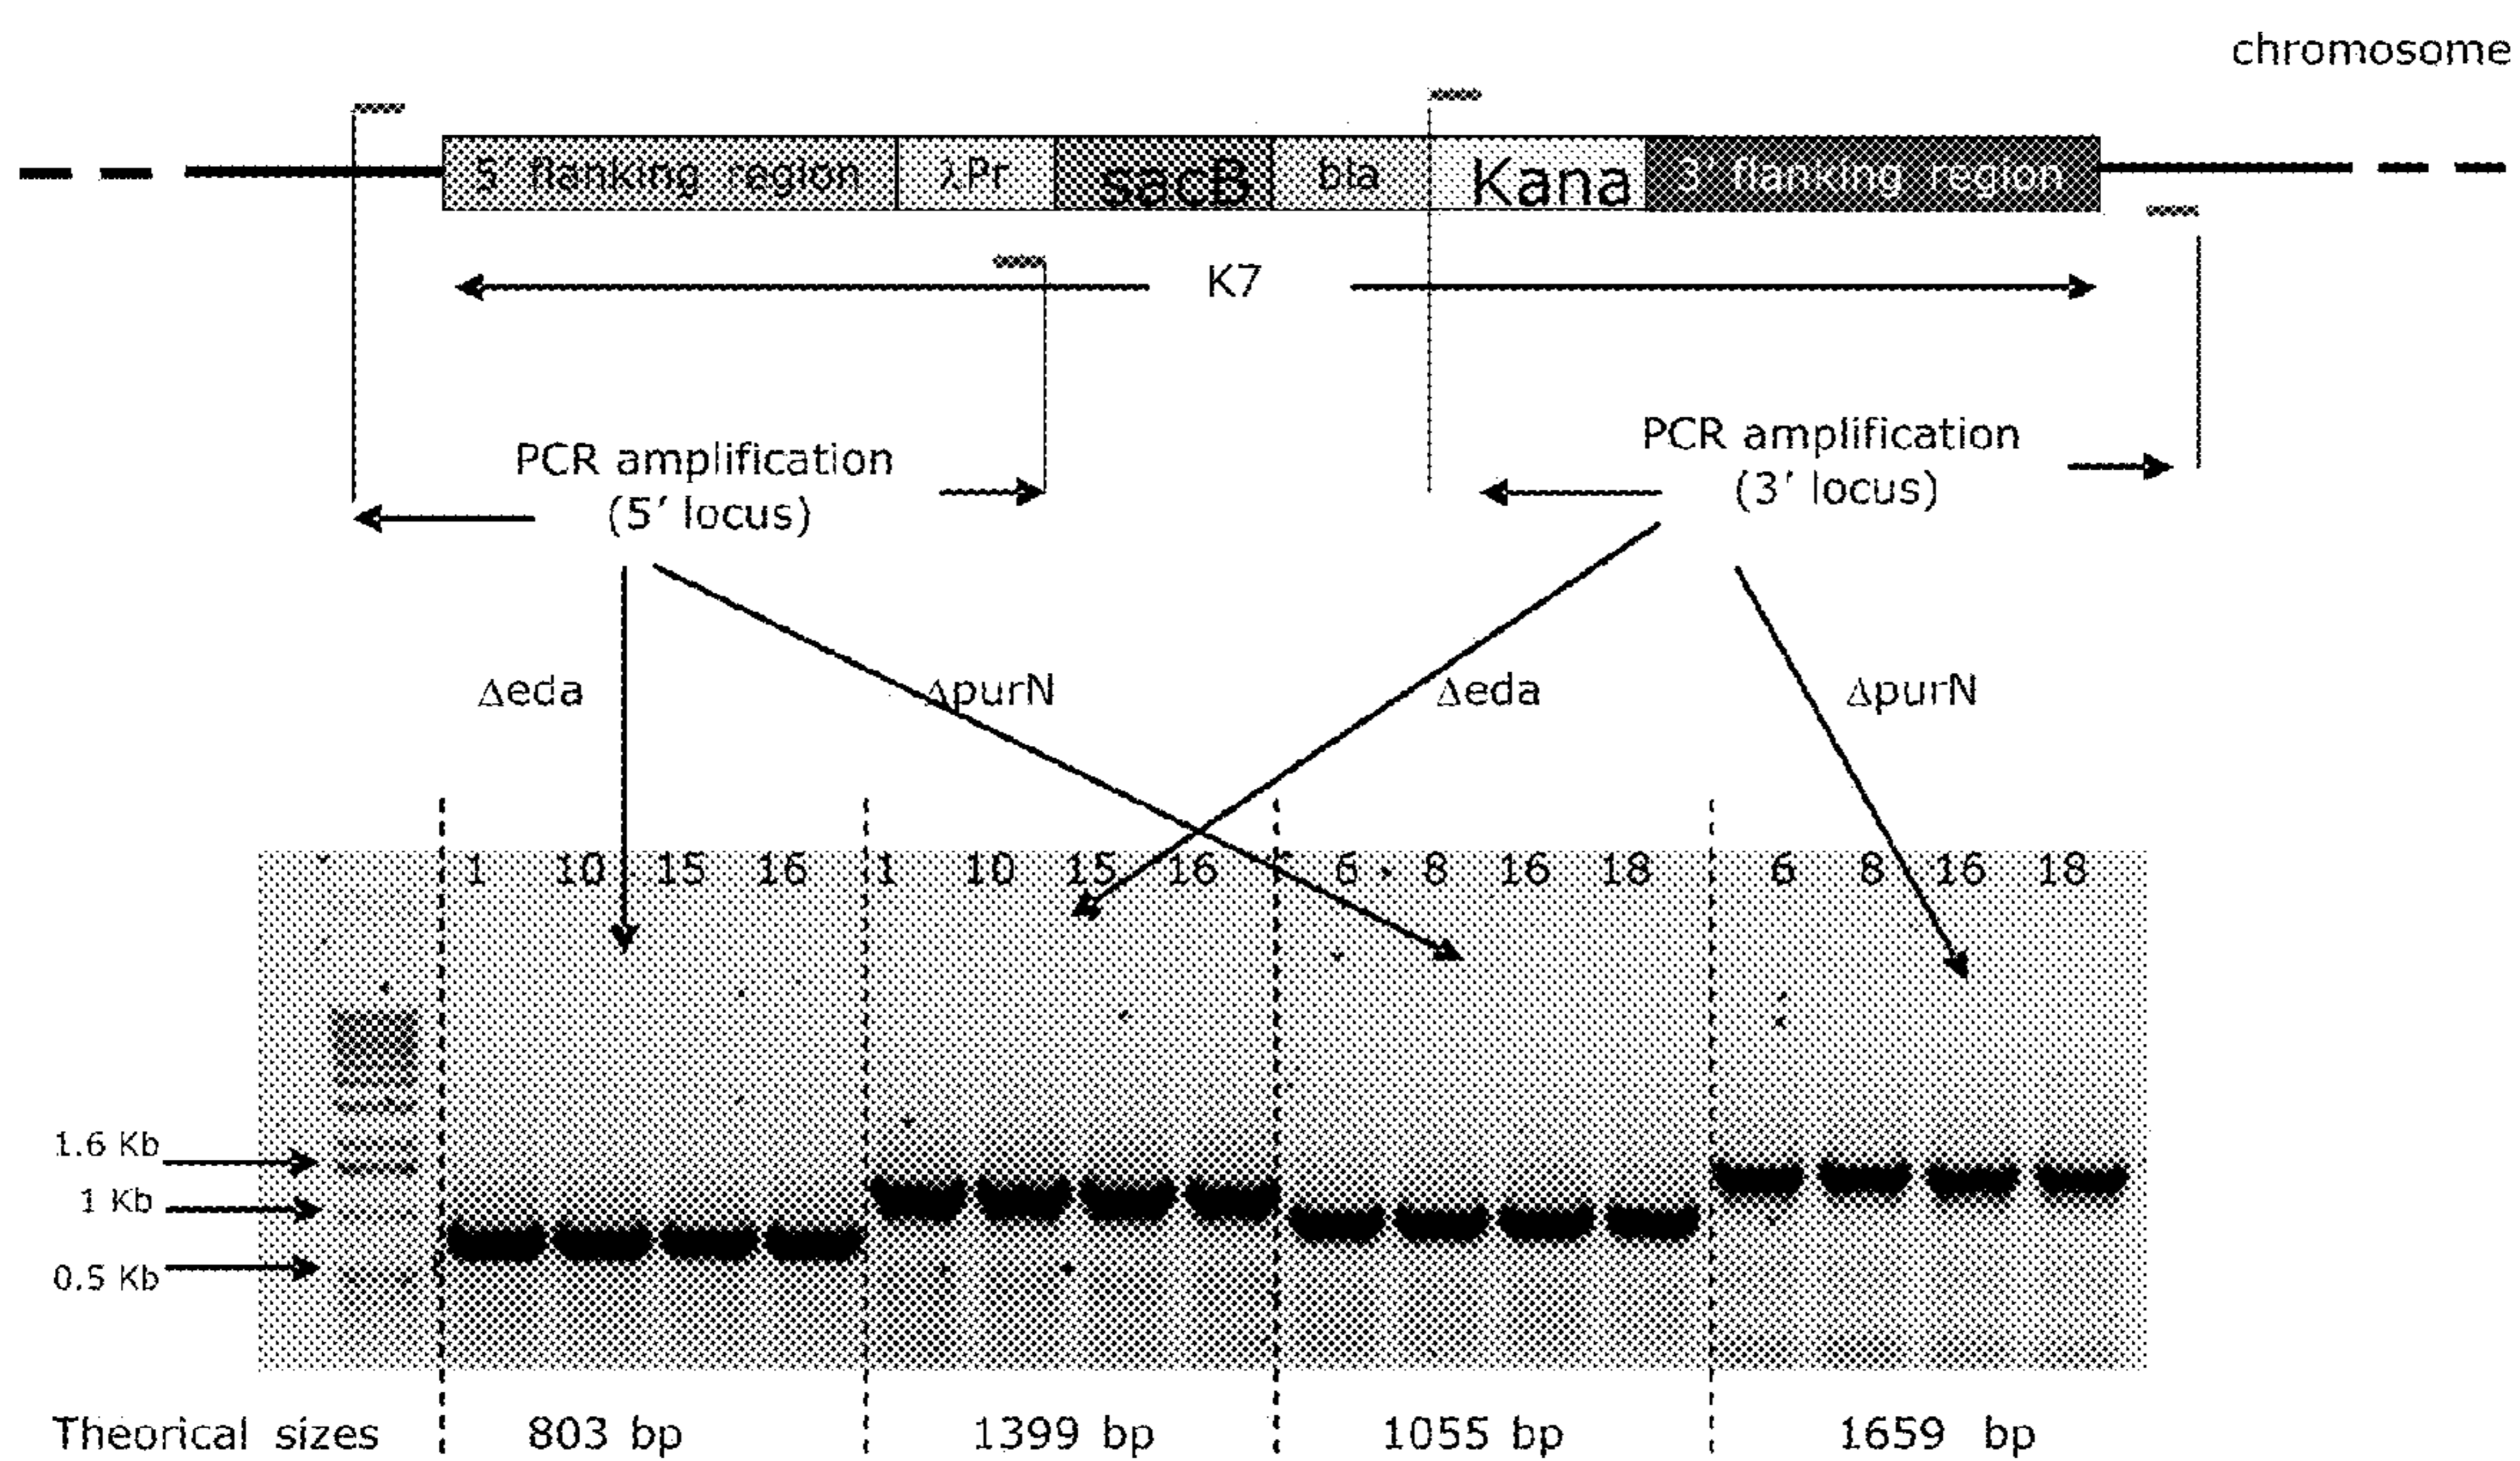 chromosome
5' flanking region λPr sacB bla Kana 3' flanking region
K7
PCR amplification
(5' locus)
PCR amplification
(3' locus)
Δeda ΔpurN Δeda ΔpurN
1 10 15 16 1 10 15 16 6 8 16 18 6 8 16 18
1.6 Kb
1 Kb
0.5 Kb
Theorical sizes 803 bp 1399 bp 1055 bp 1659 bp